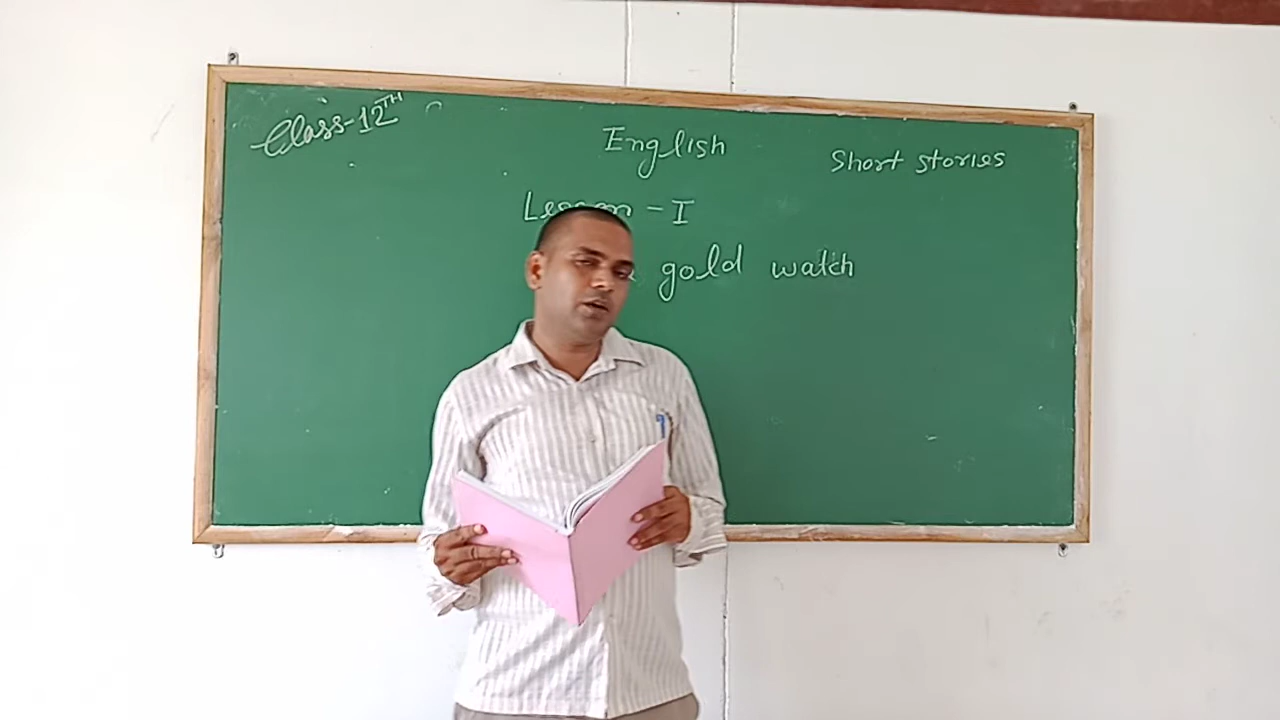 Class-12TH
English
Short stories
Lesson - I
gold watch